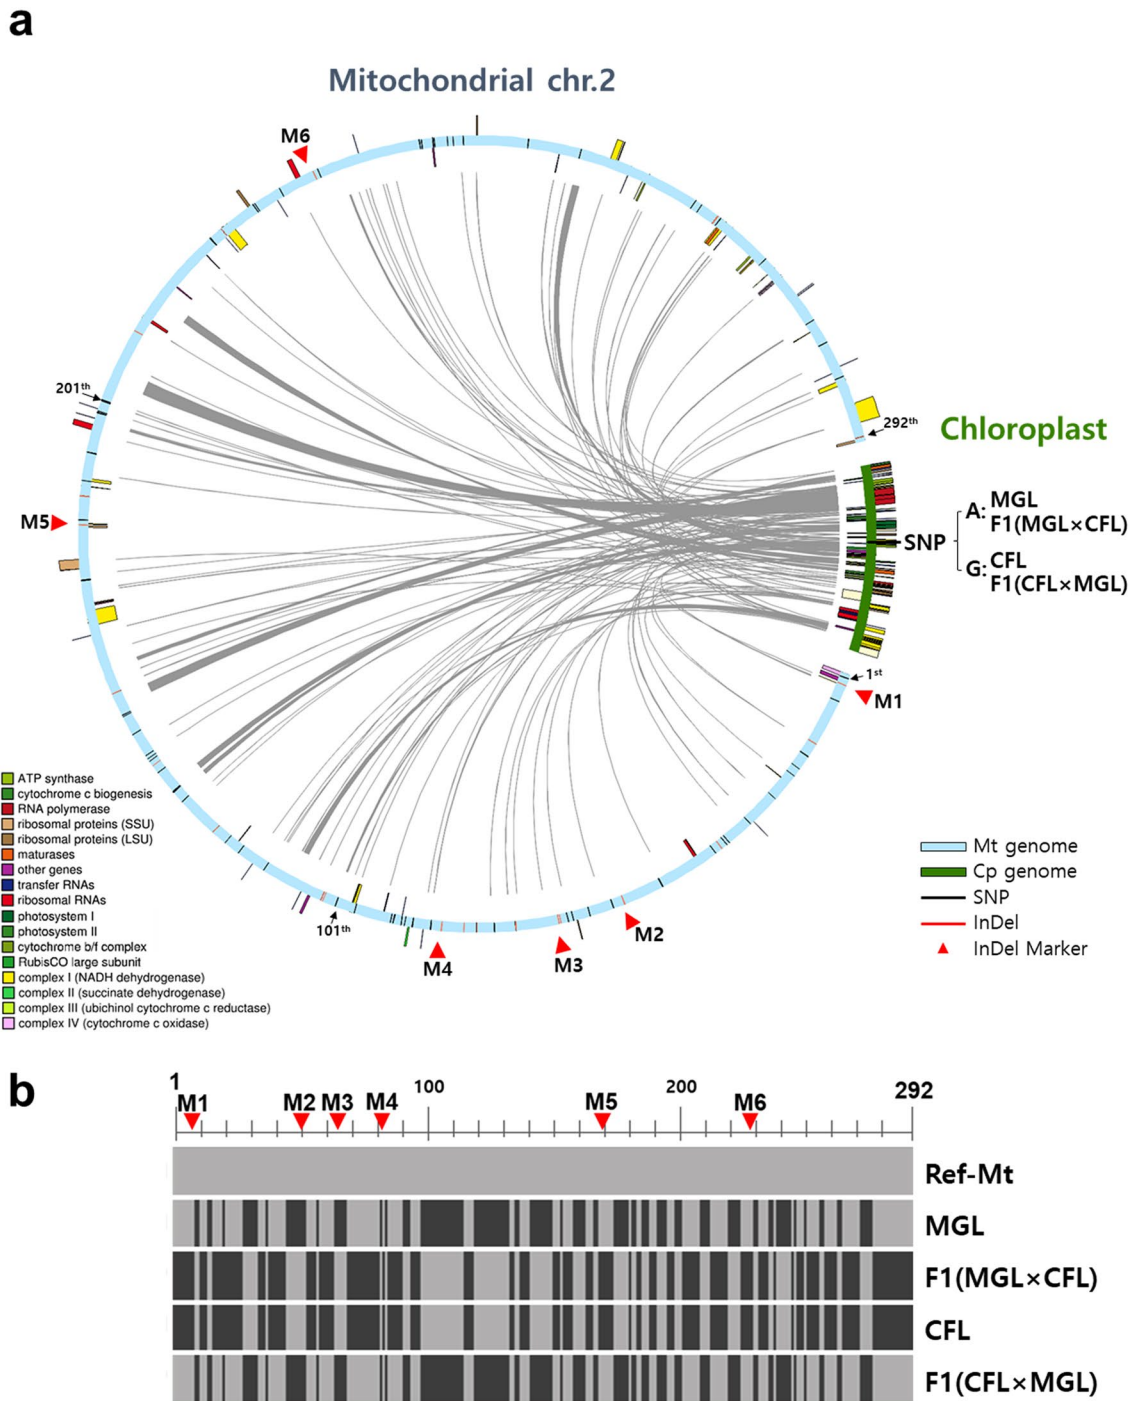 a
Mitochondrial chr.2
M6
201th
292th
Chloroplast
A: MGL
F1(MGL×CFL)
SNP
G: CFL
F1(CFL×MGL)
M5
1st
M1
ATP synthase
cytochrome c biogenesis
RNA polymerase
ribosomal proteins (SSU)
ribosomal proteins (LSU)
maturases
other genes
transfer RNAs
ribosomal RNAs
photosystem I
photosystem II
cytochrome b/f complex
RubisCO large subunit
complex I (NADH dehydrogenase)
complex II (succinate dehydrogenase)
complex III (ubichinol cytochrome c reductase)
complex IV (cytochrome c oxidase)
101th
M4
M3
M2
Mt genome
Cp genome
SNP
InDel
InDel Marker
b
1 100 200 292
M1 M2 M3 M4 M5 M6
Ref-Mt
MGL
F1(MGL×CFL)
CFL
F1(CFL×MGL)